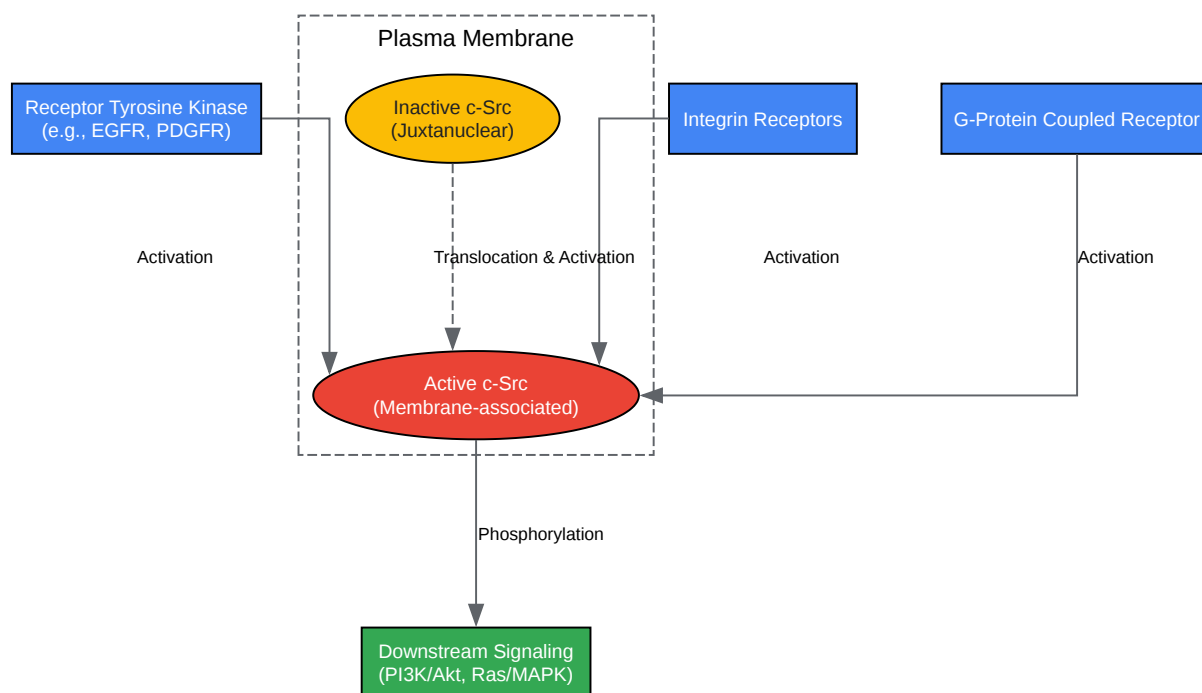 Plasma Membrane
Receptor Tyrosine Kinase
(e.g., EGFR, PDGFR)
Inactive c-Src
(Juxtanuclear)
Integrin Receptors
G-Protein Coupled Receptor
Activation
Translocation & Activation
Activation
Activation
Active c-Src
(Membrane-associated)
Phosphorylation
Downstream Signaling
(PI3K/Akt, Ras/MAPK)